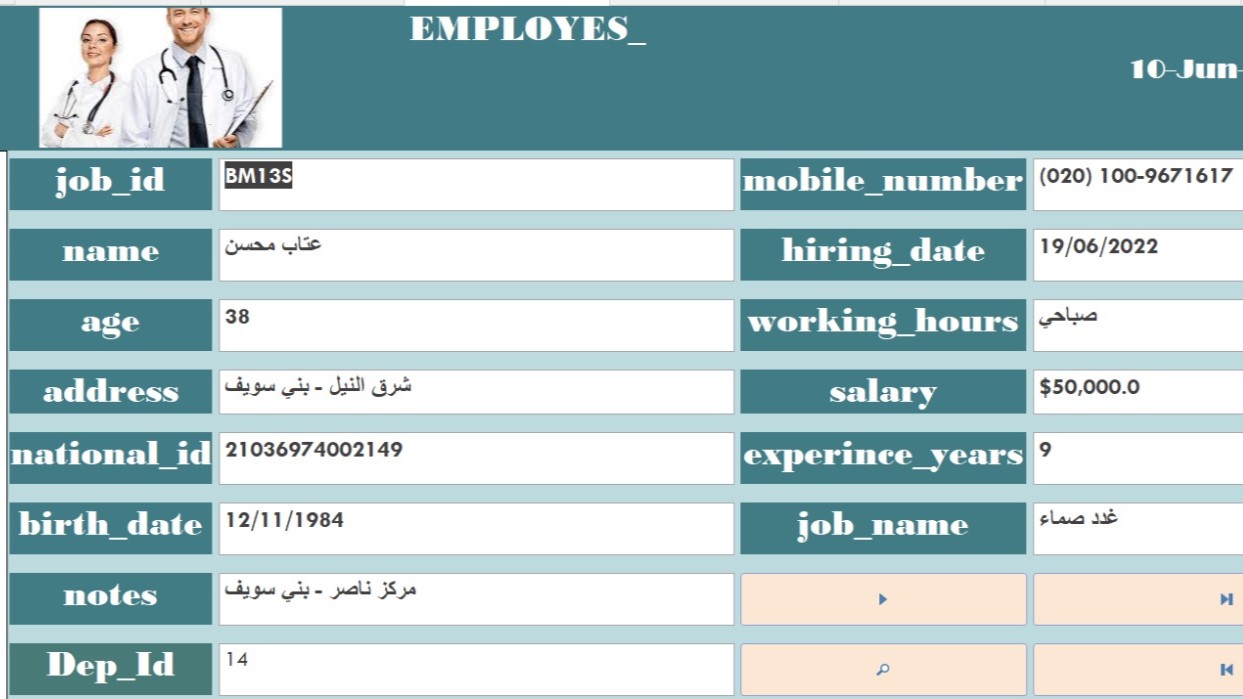 EMPLOYES_
10-Jun-
job_id BM13S mobile_number (020) 100-9671617
name عتاب محسن hiring_date 19/06/2022
age 38 working_hours صباحي
address شرق النيل - بني سويف salary $50,000.0
national_id 21036974002149 experince_years 9
birth_date 12/11/1984 job_name غدد صماء
notes مركز ناصر - بني سويف
Dep_Id 14